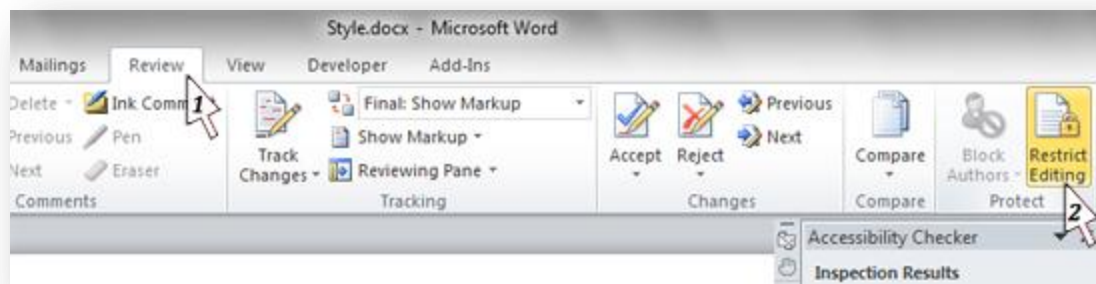 Style.docx - Microsoft Word
Mailings Review View Developer Add-Ins
Delete Ink Comm 1 Final: Show Markup Previous
Previous Pen Show Markup Next
Track Accept Reject Compare Block Restrict
Next Eraser Changes Reviewing Pane Authors Editing
Comments Tracking Changes Compare Protect 2
Accessibility Checker
Inspection Results